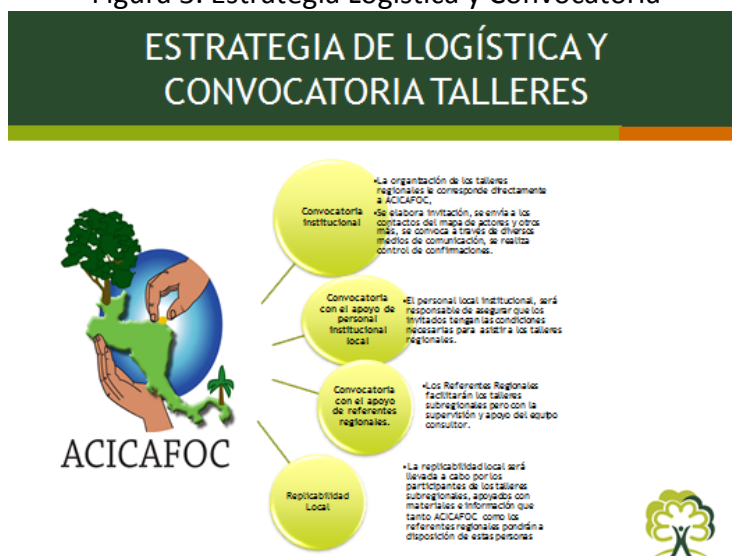 Figura 3. Estrategia Logística y Convocatoria
ESTRATEGIA DE LOGÍSTICA Y
CONVOCATORIA TALLERES
Convocatoria
institucional
•La organización de los talleres
regionales le corresponde directamente
a ACICAFOC,
•Se elabora invitación, se envía a los
contactos del mapa de actores y otros
más, se convoca a través de diversos
medios de comunicación, se realiza
control de confirmaciones.
Convocatoria
con el apoyo de
personal
institucional
local
•El personal local institucional, será
responsable de asegurar que los
invitados tengan las condiciones
necesarias para asistir a los talleres
regionales.
Convocatoria
con el apoyo
de referentes
regionales.
•Los Referentes Regionales
facilitarán los talleres
subregionales pero con la
supervisión y apoyo del equipo
consultor.
Replicabilidad
Local
•La replicabilidad local será
llevada a cabo por los
participantes de los talleres
subregionales, apoyados con
materiales e información que
tanto ACICAFOC como los
referentes regionales pondrán a
disposición de estas personas
ACICAFOC